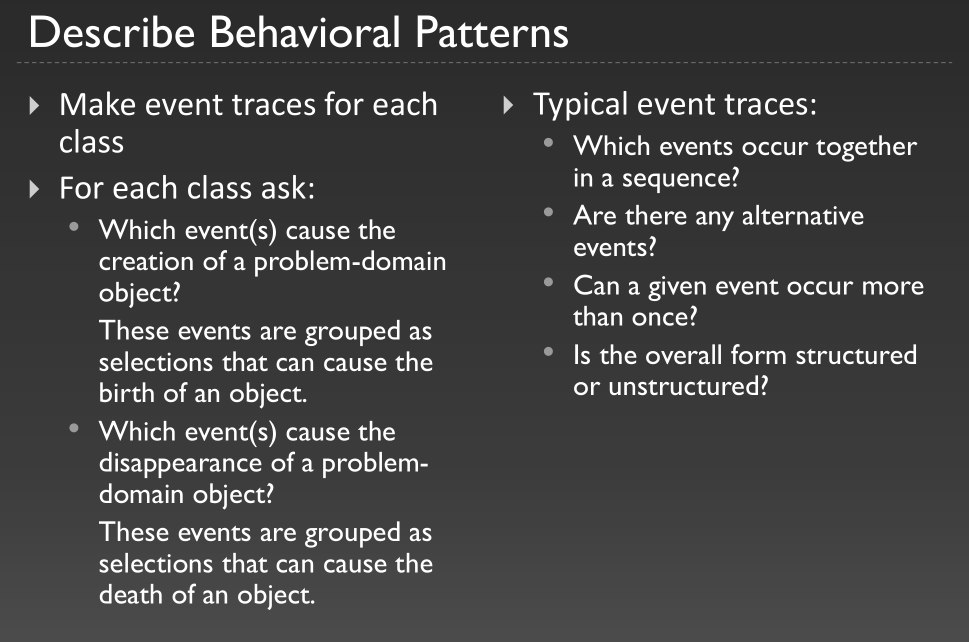 Describe Behavioral Patterns
Make event traces for each
class
For each class ask:
Which event(s) cause the
creation of a problem-domain
object?
These events are grouped as
selections that can cause the
birth of an object.
Which event(s) cause the
disappearance of a problem-
domain object?
These events are grouped as
selections that can cause the
death of an object.
Typical event traces:
Which events occur together
in a sequence?
Are there any alternative
events?
Can a given event occur more
than once?
Is the overall form structured
or unstructured?